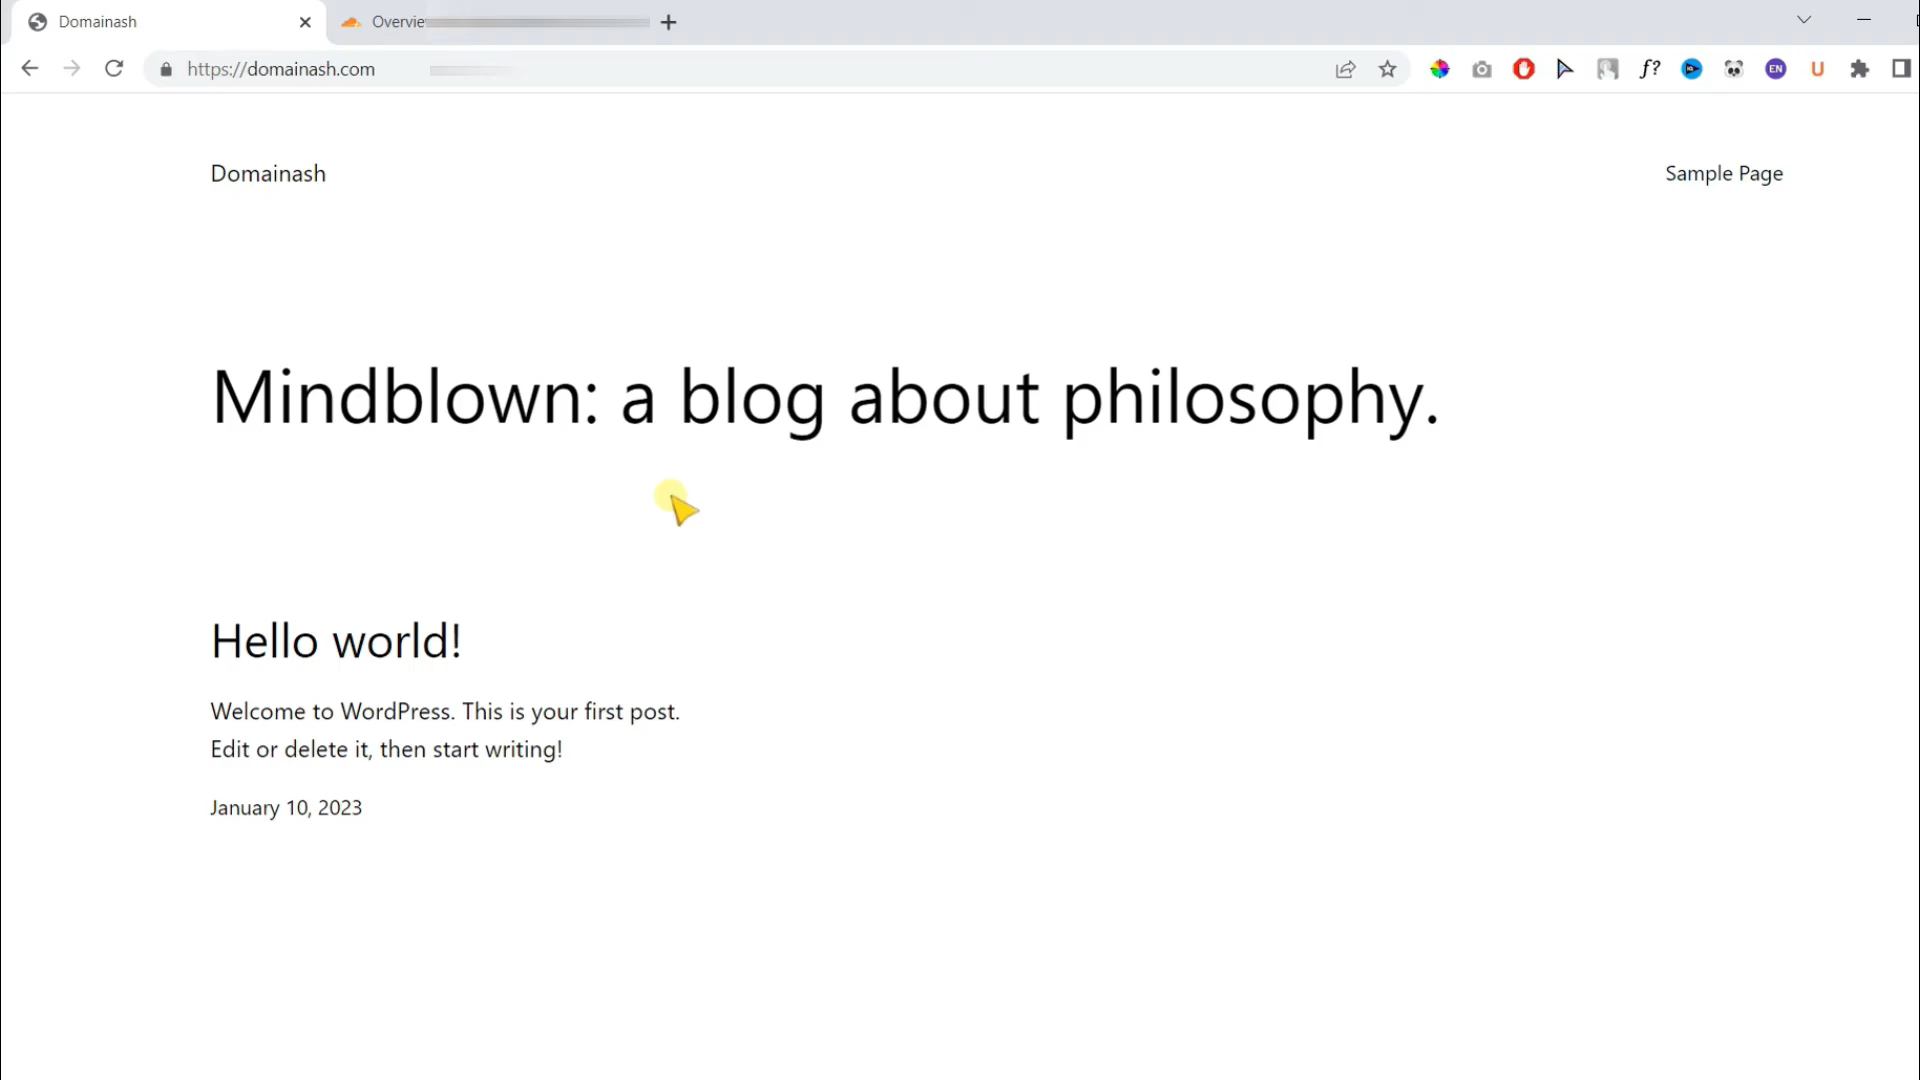 Domainash
Overvie
https://domainash.com
f?
EN
U
Domainash
Sample Page
Mindblown: a blog about philosophy.
Hello world!
Welcome to WordPress. This is your first post.
Edit or delete it, then start writing!
January 10, 2023